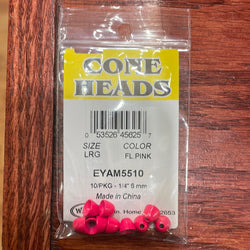 CONE
HEADS
0 53526 45625 7
SIZE COLOR
LRG FL.PINK
EYAM5510
10/PKG - 1/4" 6 mm
Made in China